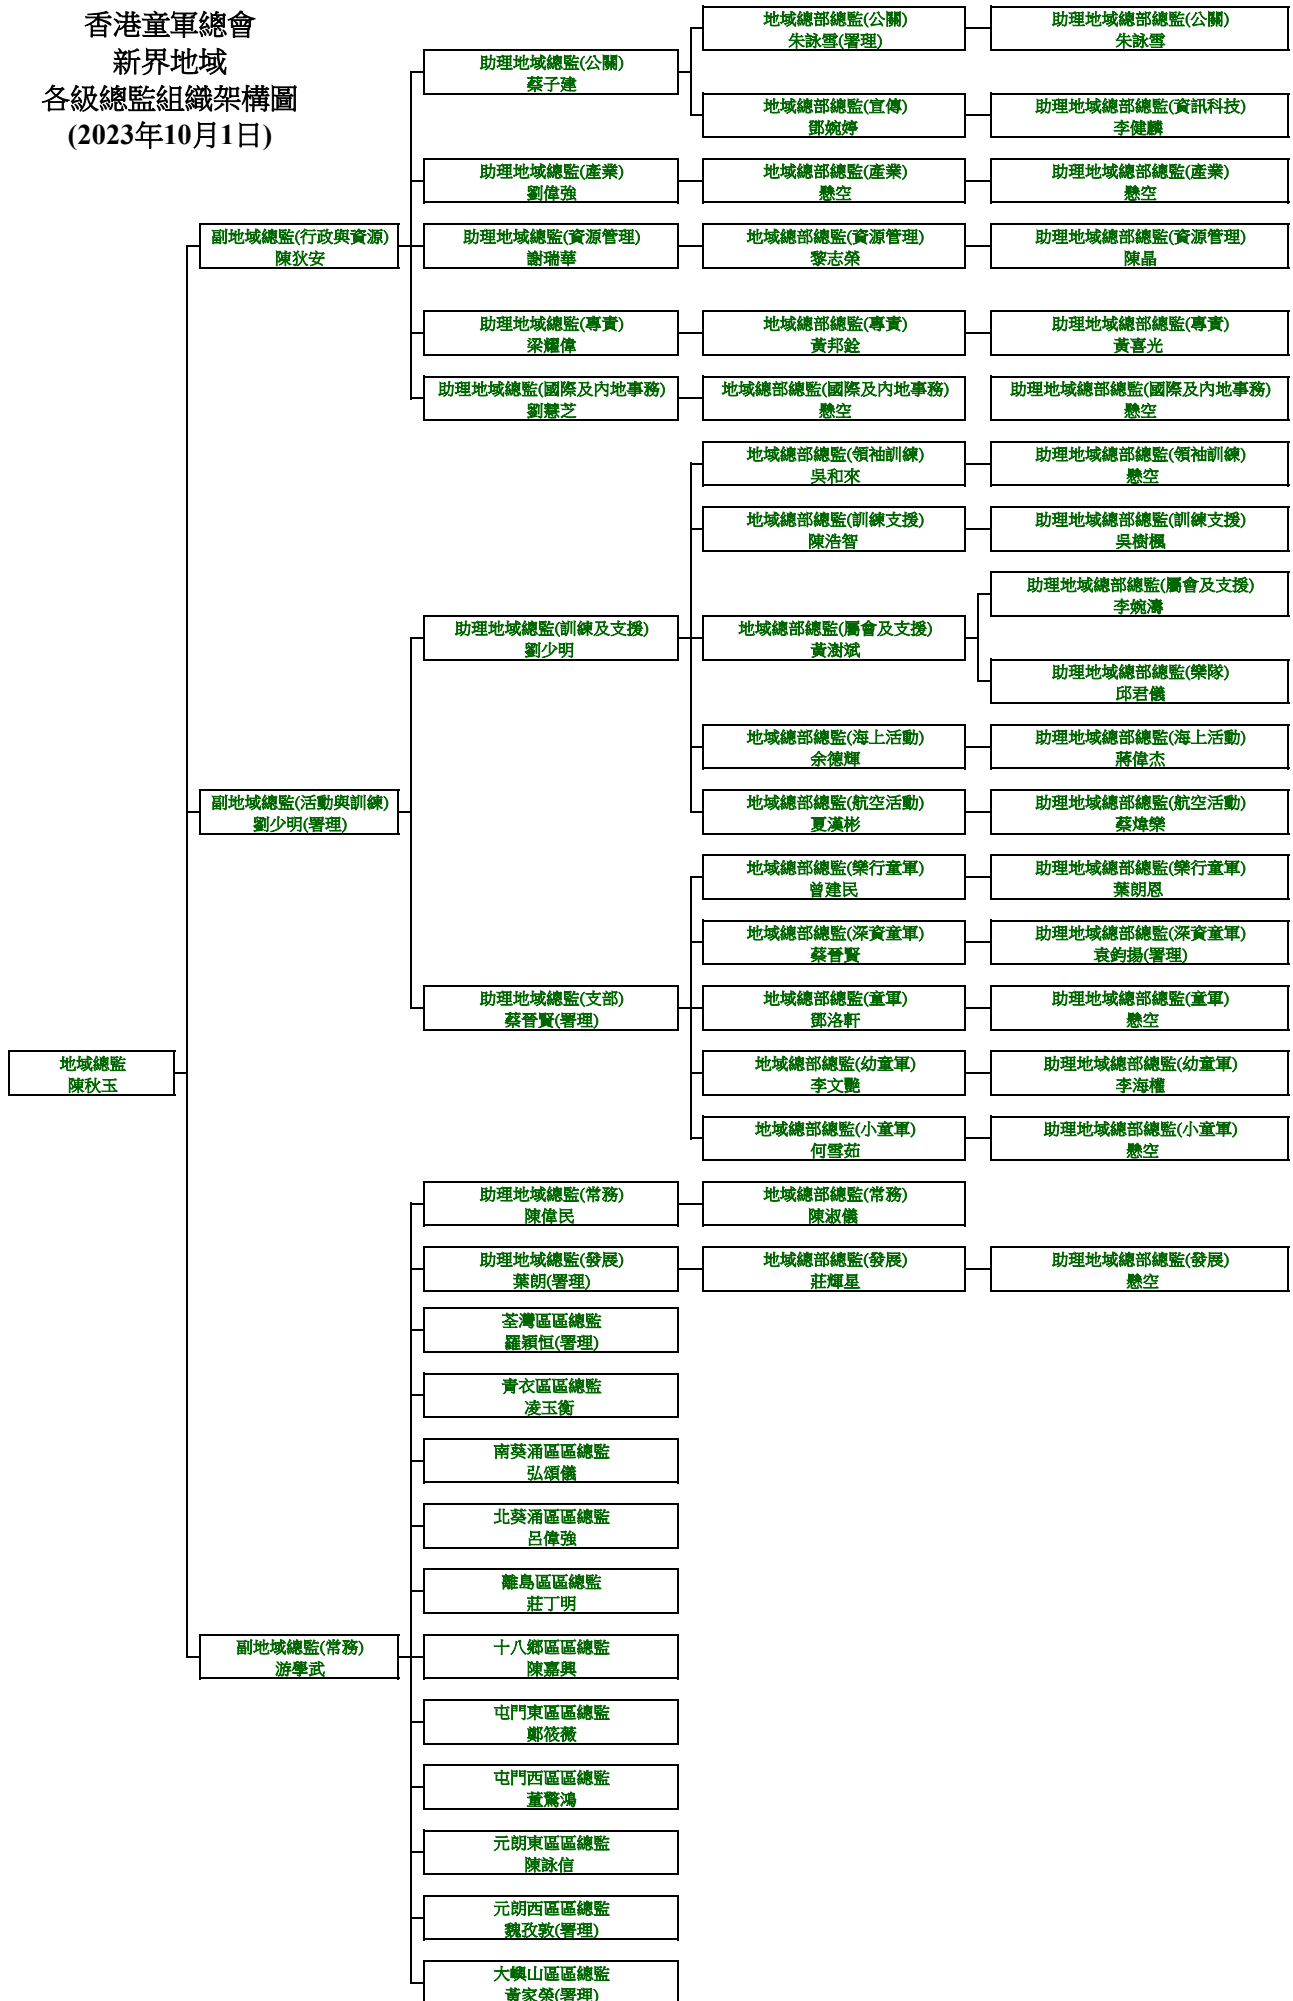 香港童軍總會
新界地域
各級總監組織架構圖
(2023年10月1日)
地域總部總監(公關)
朱詠雪(署理)
助理地域總部總監(公關)
朱詠雪
助理地域總監(公關)
蔡子建
地域總部總監(宣傳)
鄧婉婷
助理地域總部總監(資訊科技)
李健麟
助理地域總監(產業)
劉偉強
地域總部總監(產業)
懸空
助理地域總部總監(產業)
懸空
副地域總監(行政與資源)
陳狄安
助理地域總監(資源管理)
謝瑞華
地域總部總監(資源管理)
黎志榮
助理地域總部總監(資源管理)
陳晶
助理地域總監(專責)
梁耀偉
地域總部總監(專責)
黃邦銓
助理地域總部總監(專責)
黃喜光
助理地域總監(國際及內地事務)
劉慧芝
地域總部總監(國際及內地事務)
懸空
助理地域總部總監(國際及內地事務)
懸空
地域總部總監(領袖訓練)
吳和來
助理地域總部總監(領袖訓練)
懸空
地域總部總監(訓練支援)
陳浩智
助理地域總部總監(訓練支援)
吳樹楓
助理地域總部總監(屬會及支援)
李婉濤
助理地域總監(訓練及支援)
劉少明
地域總部總監(屬會及支援)
黃澍斌
助理地域總部總監(樂隊)
邱君儀
地域總部總監(海上活動)
余德輝
助理地域總部總監(海上活動)
蔣偉杰
副地域總監(活動與訓練)
劉少明(署理)
地域總部總監(航空活動)
夏漢彬
助理地域總部總監(航空活動)
蔡煒樂
地域總部總監(樂行童軍)
曾建民
助理地域總部總監(樂行童軍)
葉朗恩
地域總部總監(深資童軍)
蔡晉賢
助理地域總部總監(深資童軍)
袁鈞揚(署理)
助理地域總監(支部)
蔡晉賢(署理)
地域總部總監(童軍)
鄧洛軒
助理地域總部總監(童軍)
懸空
地域總監
陳秋玉
地域總部總監(幼童軍)
李文艷
助理地域總部總監(幼童軍)
李海權
地域總部總監(小童軍)
何雪茹
助理地域總部總監(小童軍)
懸空
助理地域總監(常務)
陳偉民
地域總部總監(常務)
陳淑儀
助理地域總監(發展)
葉朗(署理)
地域總部總監(發展)
莊輝星
助理地域總部總監(發展)
懸空
荃灣區區總監
羅潁恒(署理)
青衣區區總監
凌玉衡
南葵涌區區總監
弘頌儀
北葵涌區區總監
呂偉強
離島區區總監
莊丁明
副地域總監(常務)
游學武
十八鄉區區總監
陳嘉興
屯門東區區總監
鄭筱薇
屯門西區區總監
董驚鴻
元朗東區區總監
陳詠信
元朗西區區總監
魏孜敦(署理)
大嶼山區區總監
黃家榮(署理)